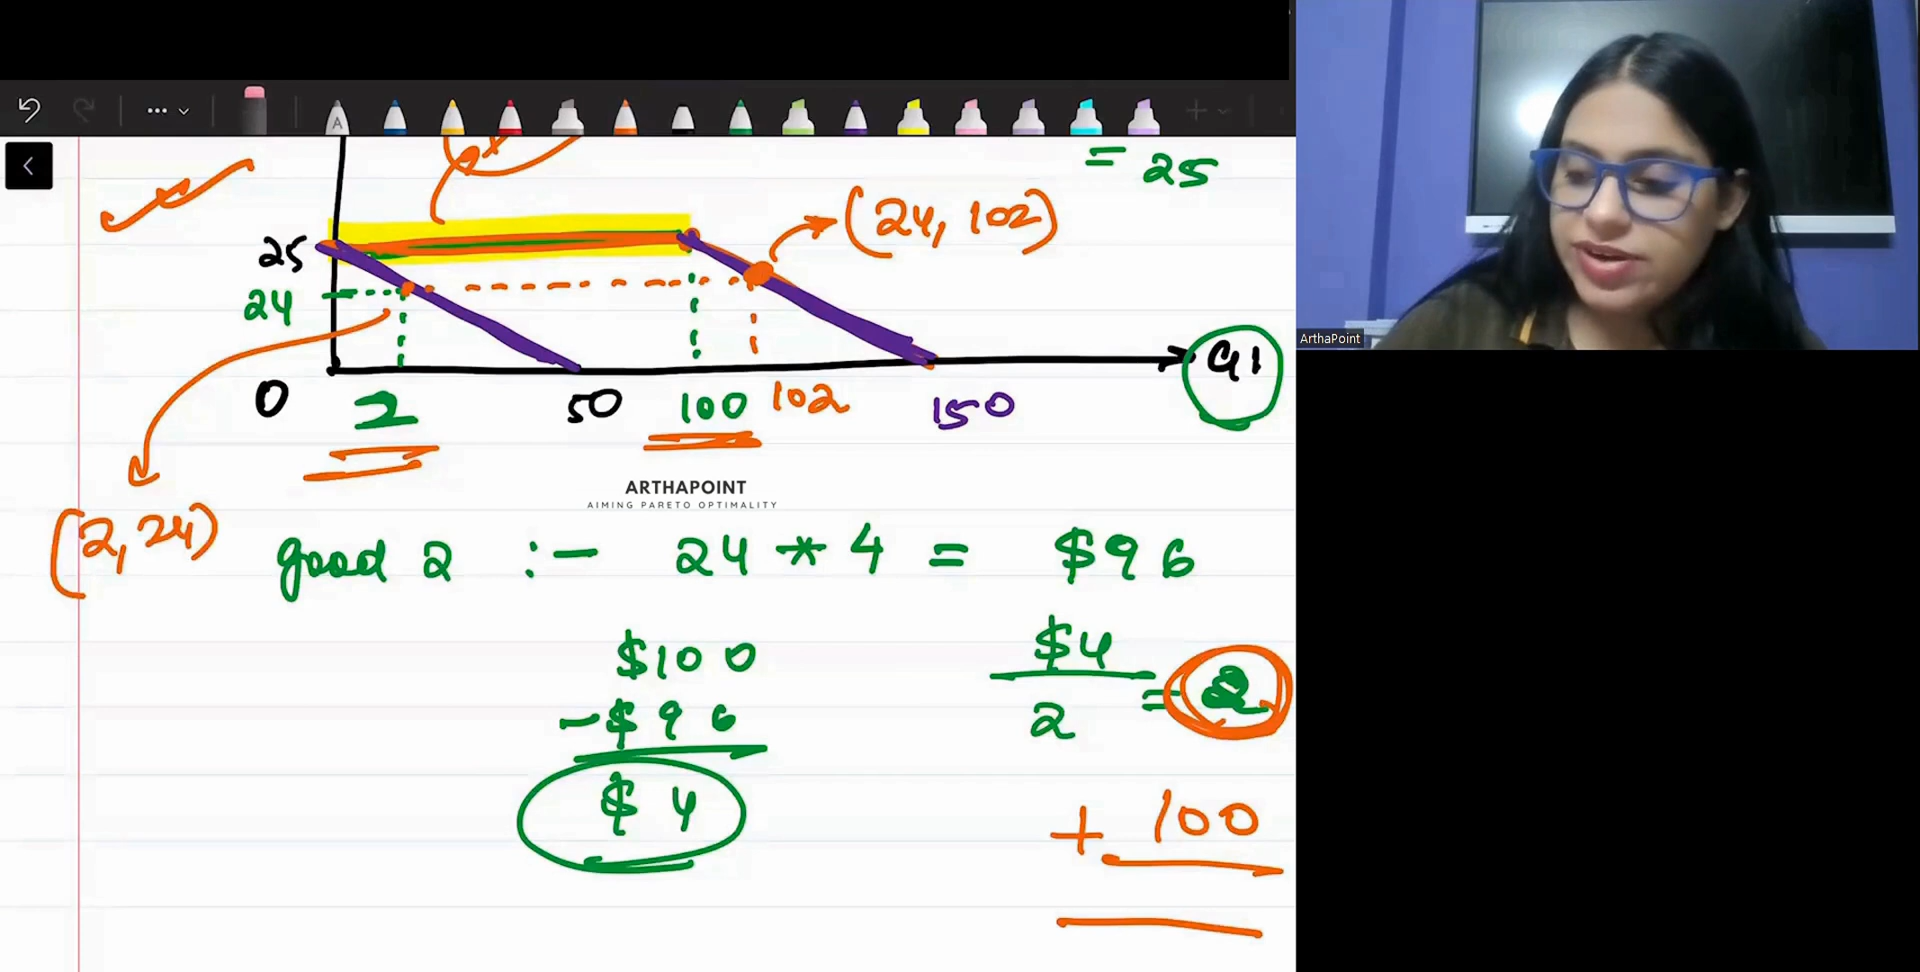 = 25
(24, 102)
25
24
G1
0 2 50 100 102 150
ARTHAPOINT
AIMING PARETO OPTIMALITY
(2, 24)
good 2 :- 24 * 4 = $96
$100
- $96
$4
$4
2
= 2
+ 100
ArthaPoint
A